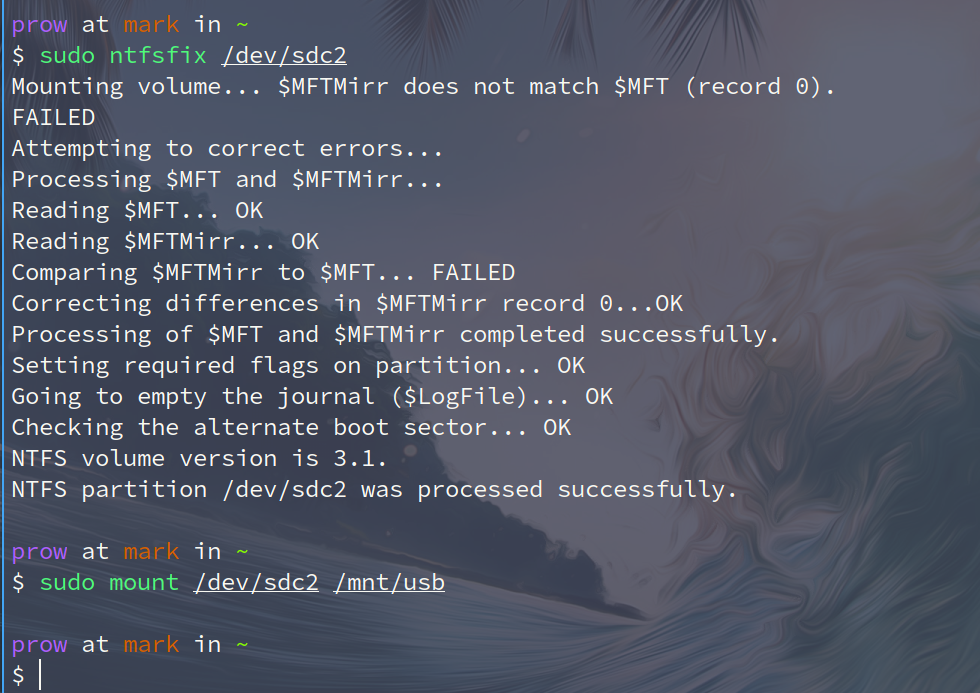 prow at mark in ~
$ sudo ntfsfix /dev/sdc2
Mounting volume... $MFTMirr does not match $MFT (record 0).
FAILED
Attempting to correct errors...
Processing $MFT and $MFTMirr...
Reading $MFT... OK
Reading $MFTMirr... OK
Comparing $MFTMirr to $MFT... FAILED
Correcting differences in $MFTMirr record 0...OK
Processing of $MFT and $MFTMirr completed successfully.
Setting required flags on partition... OK
Going to empty the journal ($LogFile)... OK
Checking the alternate boot sector... OK
NTFS volume version is 3.1.
NTFS partition /dev/sdc2 was processed successfully.
prow at mark in ~
$ sudo mount /dev/sdc2 /mnt/usb
prow at mark in ~
$